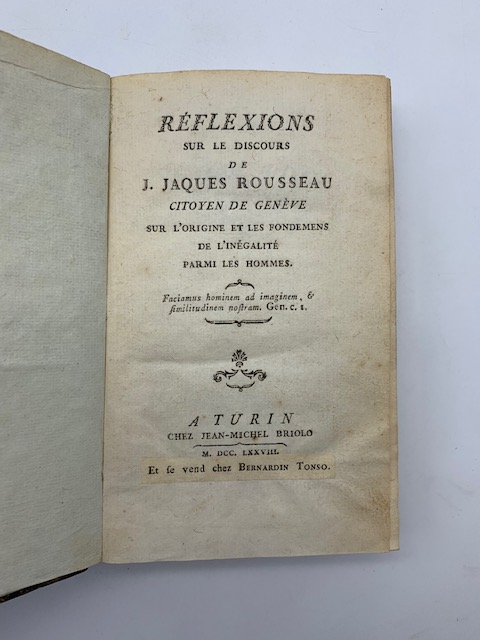 RÉFLEXIONS
SUR LE DISCOURS
DE
J. JAQUES ROUSSEAU
CITOYEN DE GENÈVE
SUR L'ORIGINE ET LES FONDEMENS
DE L'INÉGALITÉ
PARMI LES HOMMES.
Faciamus hominem ad imaginem, &
ſimilitudinem noſtram. Gen. c. 1.
A TURIN
CHEZ JEAN-MICHEL BRIOLO
M. DCC. LXXVIII.
Et ſe vend chez BERNARDIN TONSO.